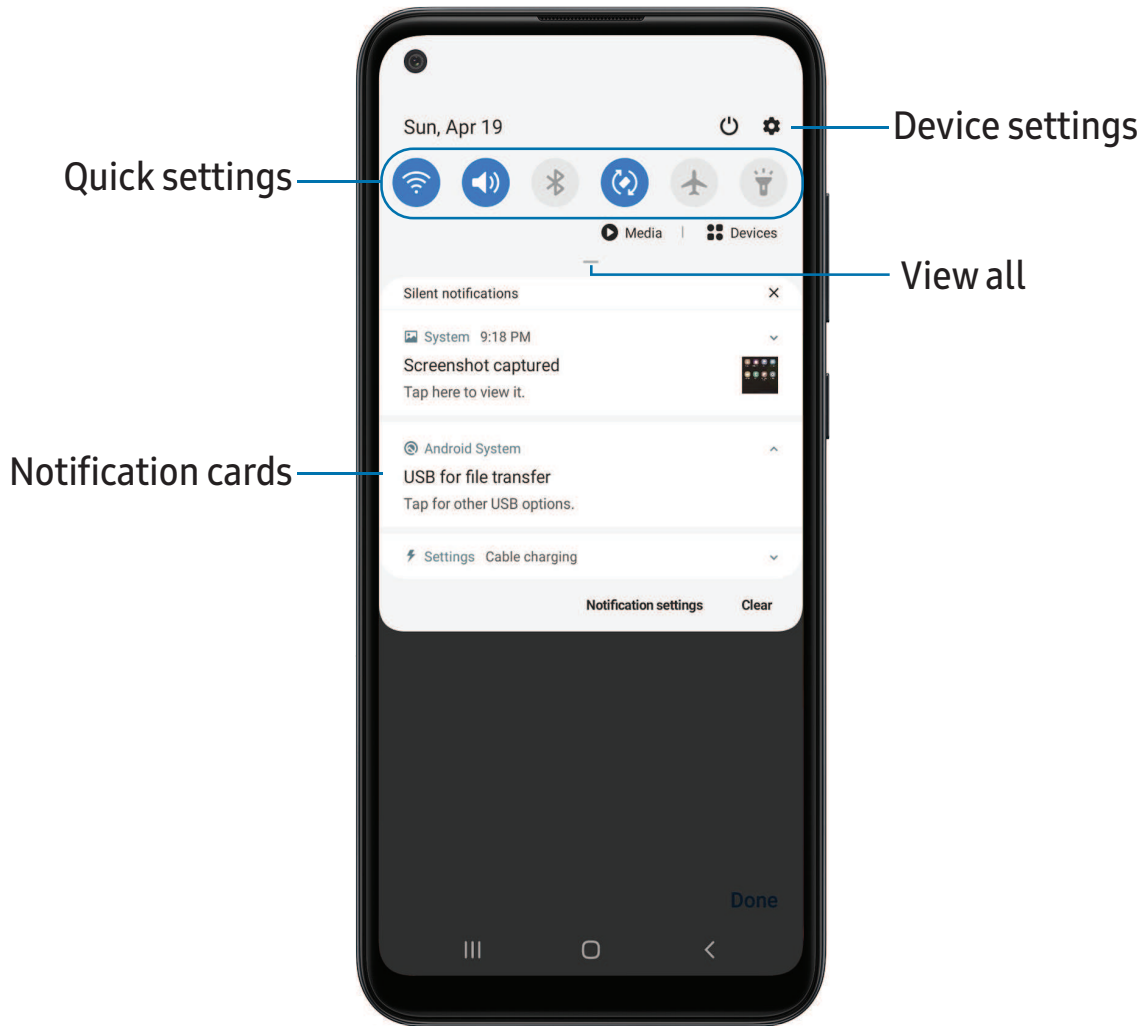 Sun, Apr 19
Device settings
Quick settings
Media | Devices
View all
Silent notifications
System 9:18 PM
Screenshot captured
Tap here to view it.
Android System
Notification cards
USB for file transfer
Tap for other USB options.
Settings Cable charging
Notification settings Clear
Done